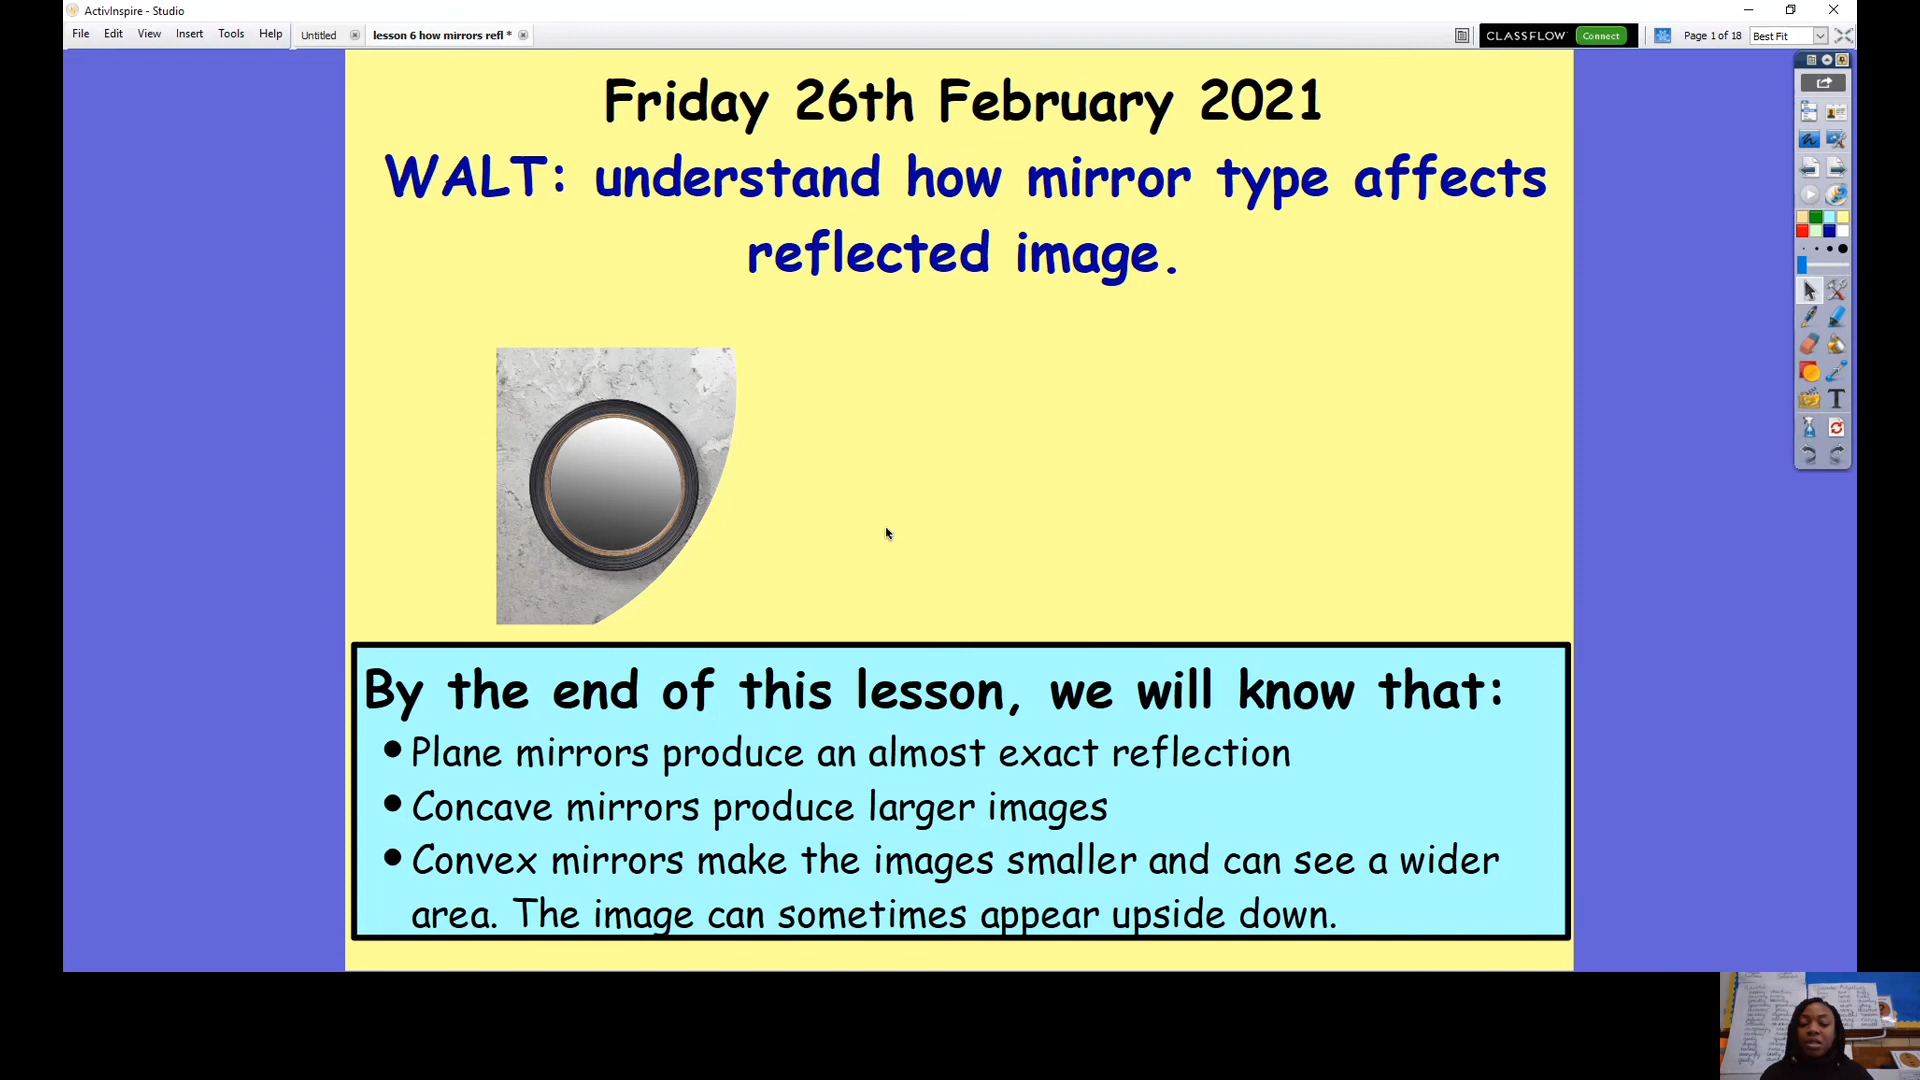 ActivInspire - Studio
File Edit View Insert Tools Help
Untitled
lesson 6 how mirrors refl *
CLASSFLOW Connect
Page 1 of 18
Best Fit
Friday 26th February 2021
WALT: understand how mirror type affects
reflected image.
By the end of this lesson, we will know that:
• Plane mirrors produce an almost exact reflection
• Concave mirrors produce larger images
• Convex mirrors make the images smaller and can see a wider
area. The image can sometimes appear upside down.